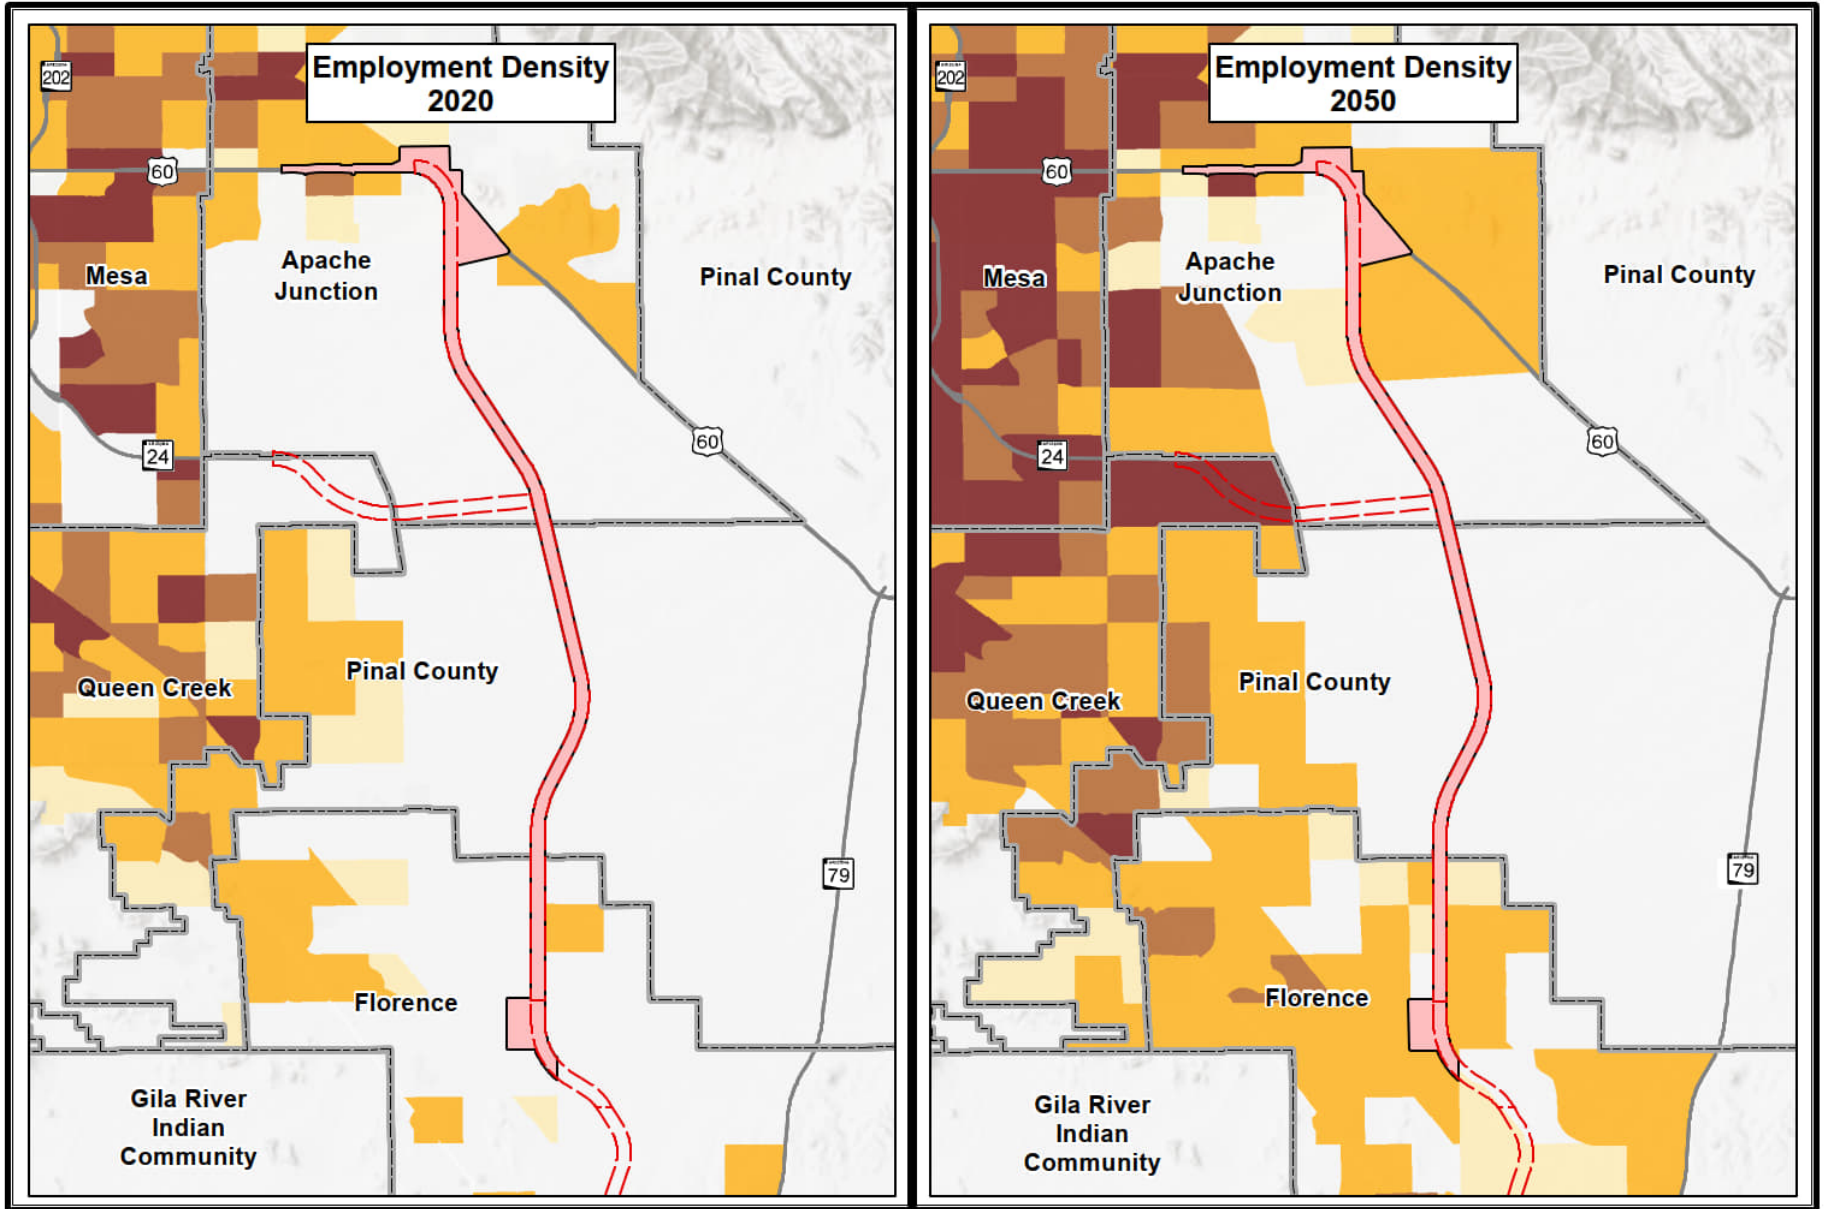 Employment Density
2020
202
60
Mesa
Apache
Junction
Pinal County
60
24
Queen Creek
Pinal County
79
Florence
Gila River
Indian
Community
Employment Density
2050
202
60
Mesa
Apache
Junction
Pinal County
60
24
Queen Creek
Pinal County
79
Florence
Gila River
Indian
Community